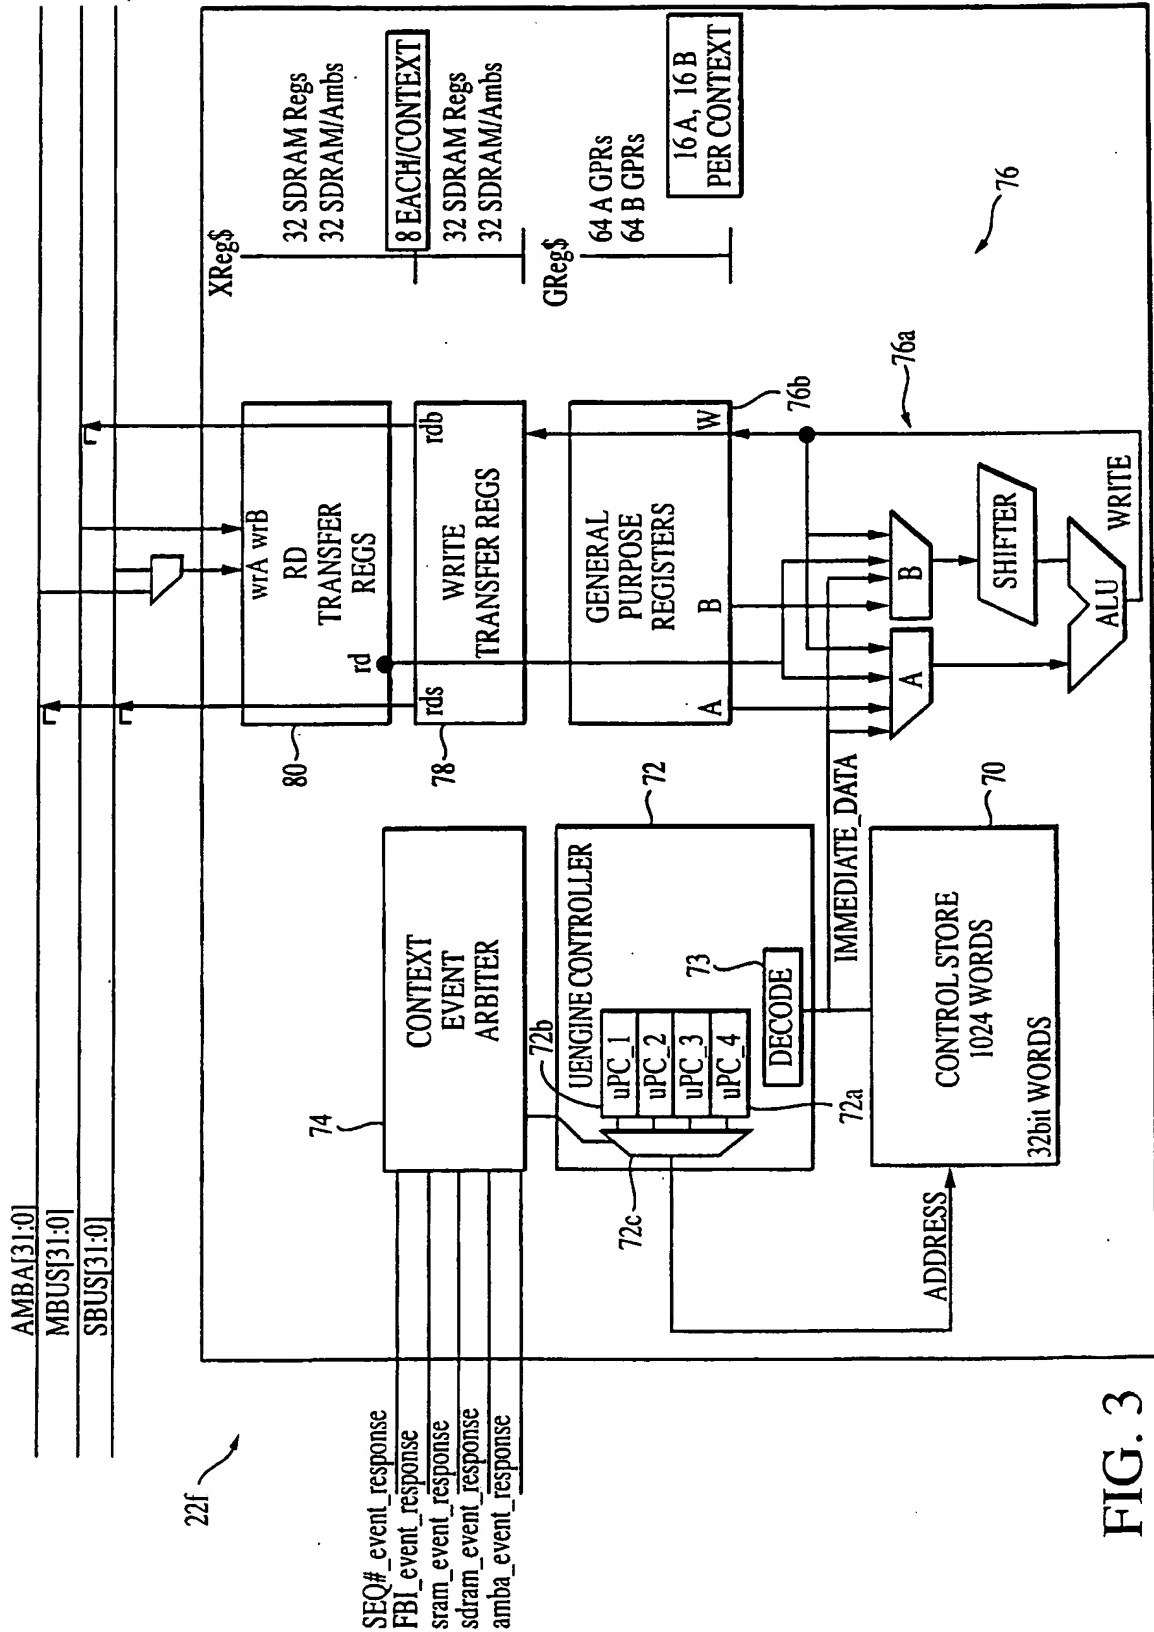 AMBA[31:0]
MBUS[31:0]
SBUS[31:0]
22f
SEQ#_event_response
FBI_event_response
sram_event_response
sdram_event_response
amba_event_response
74
CONTEXT
EVENT
ARBITER
72
UENGINE CONTROLLER
72b
uPC_1
uPC_2
uPC_3
uPC_4
72a
72c
73
DECODE
IMMEDIATE_DATA
ADDRESS
70
CONTROL STORE
1024 WORDS
32bit WORDS
wrA wrB
RD
TRANSFER
REGS
rd
80
rds
rdb
WRITE
TRANSFER REGS
78
GENERAL
PURPOSE
REGISTERS
A
B
W
76b
A
B
SHIFTER
ALU
WRITE
76a
76
XReg$
32 SDRAM Regs
32 SDRAM/Ambs
8 EACH/CONTEXT
32 SDRAM Regs
32 SDRAM/Ambs
GReg$
64 A GPRs
64 B GPRs
16 A, 16 B
PER CONTEXT
FIG. 3